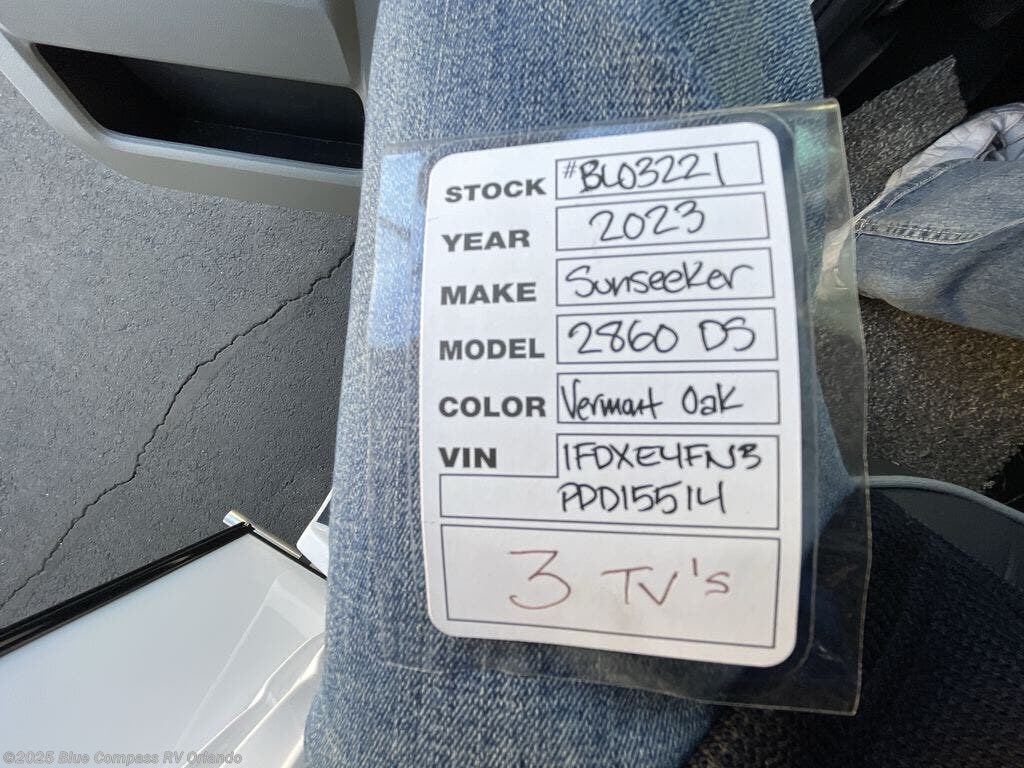 STOCK #BL03221
YEAR 2023
MAKE Sunseeker
MODEL 2860 DS
COLOR Vermont Oak
VIN 1FDXE4FN3
PDD15514
3 TV's
©2025 Blue Compass RV Orlando